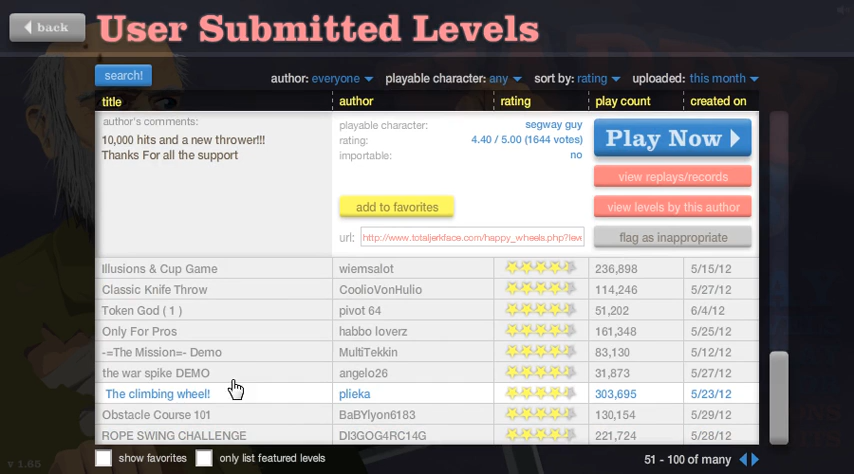 back
User Submitted Levels
search!
author: everyone playable character: any sort by: rating uploaded: this month
title author rating play count created on
author's comments:
10,000 hits and a new thrower!!!
Thanks For all the support
playable character: segway guy
rating: 4.40 / 5.00 (1644 votes)
importable: no
add to favorites
url: http://www.totaljerkface.com/happy_wheels.php?leve
Play Now
view replays/records
view levels by this author
flag as inappropriate
Illusions & Cup Game wiemsalot 236,898 5/15/12
Classic Knife Throw CoolioVonHulio 114,246 5/27/12
Token God ( 1 ) pivot 64 51,202 6/4/12
Only For Pros habbo loverz 161,348 5/25/12
-=The Mission=- Demo MultiTekkin 83,130 5/12/12
the war spike DEMO angelo26 31,873 5/27/12
The climbing wheel! plieka 303,695 5/23/12
Obstacle Course 101 BaBYlyon6183 130,154 5/29/12
ROPE SWING CHALLENGE DI3GOG4RC14G 221,724 5/28/12
show favorites only list featured levels 51 - 100 of many
v 1.65